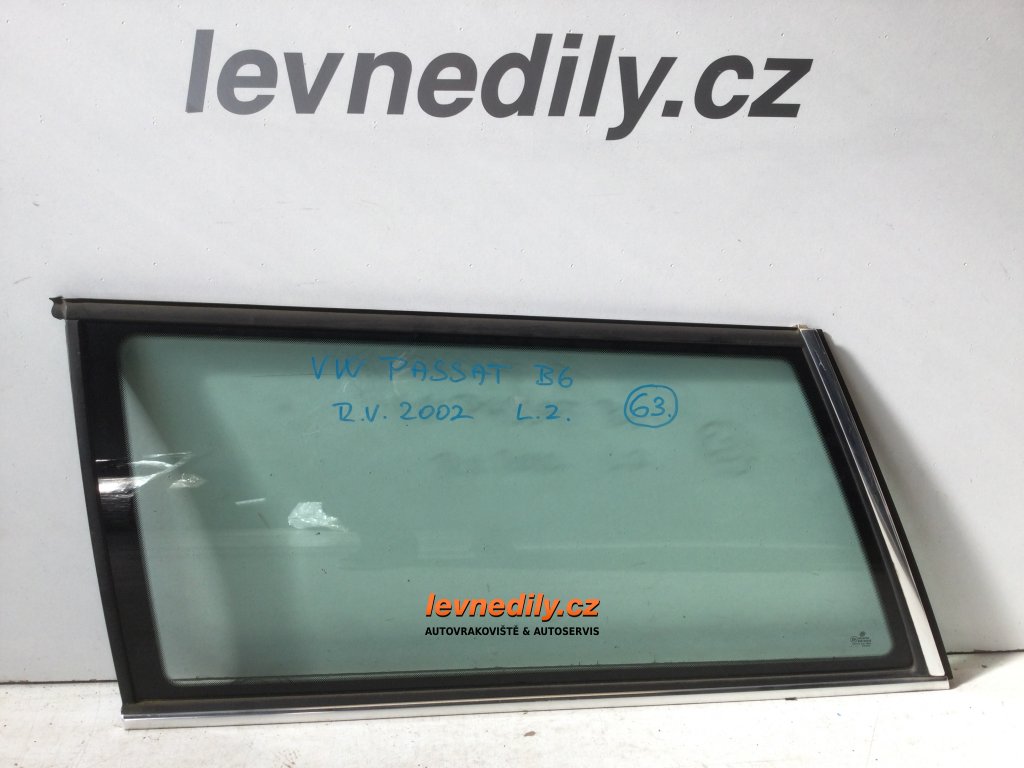 levnedily.cz
VW PASSAT B6
R.V. 2002 L.Z. 63.
levnedily.cz
AUTOVRAKOVIŠTĚ & AUTOSERVIS